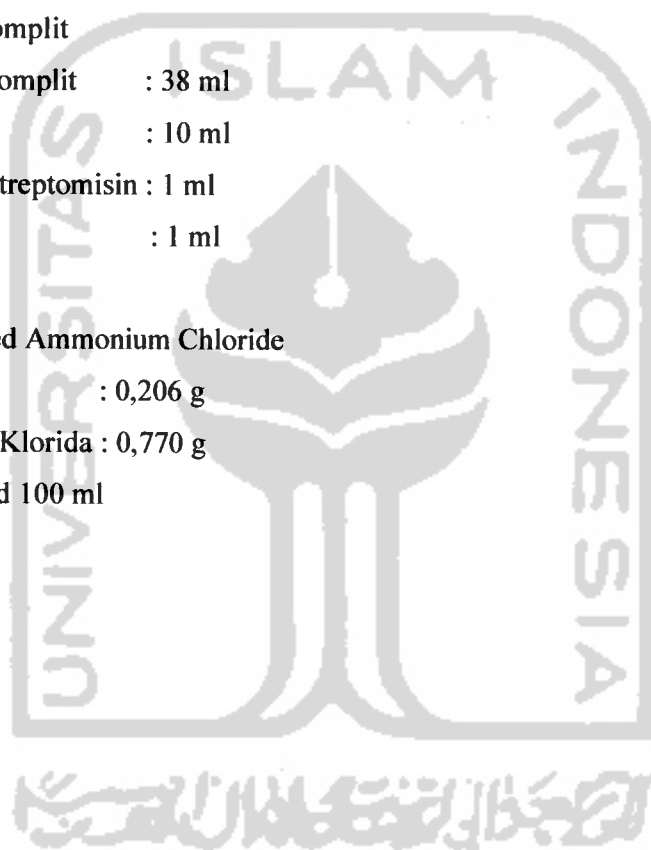 omplit
omplit : 38 ml
: 10 ml
treptomisin : 1 ml
: 1 ml
ed Ammonium Chloride
: 0,206 g
Klorida : 0,770 g
d 100 ml
UNIVERSITAS ISLAM INDONESIA